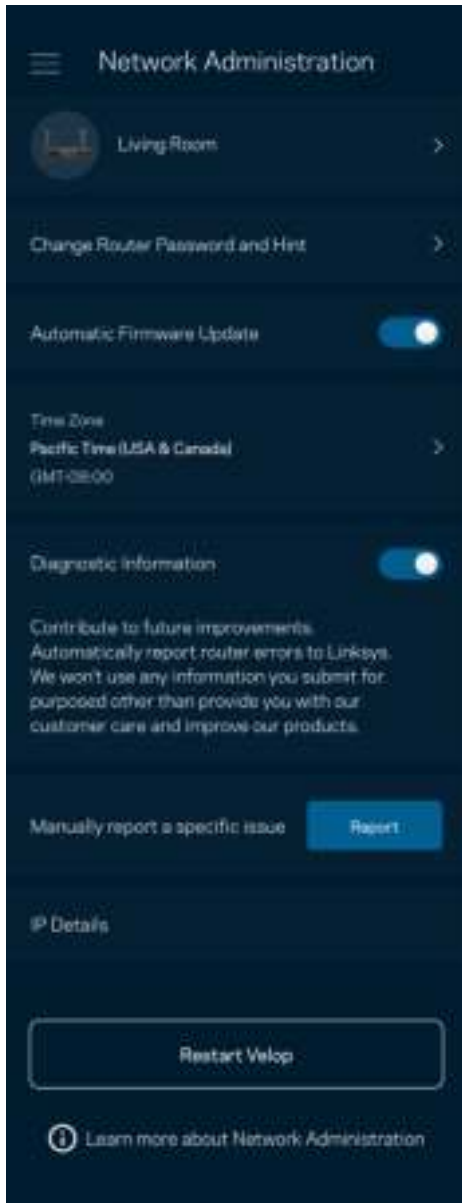 Network Administration
Living Room
Change Router Password and Hint
Automatic Firmware Update
Time Zone
Pacific Time (USA & Canada)
GMT-08:00
Diagnostic Information
Contribute to future improvements.
Automatically report router errors to Linksys.
We won't use any information you submit for
purposed other than provide you with our
customer care and improve our products.
Manually report a specific issue
Report
IP Details
Restart Velop
Learn more about Network Administration